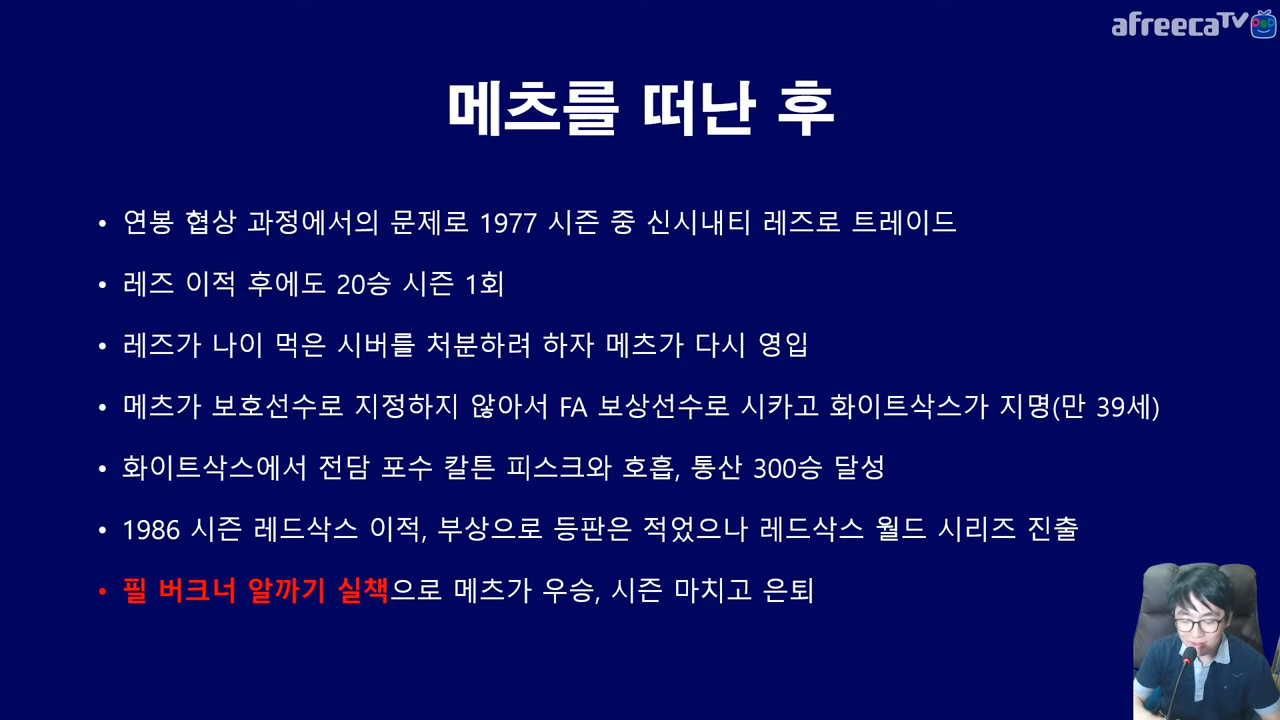 afreecaTV
메츠를 떠난 후
• 연봉 협상 과정에서의 문제로 1977 시즌 중 신시내티 레즈로 트레이드
• 레즈 이적 후에도 20승 시즌 1회
• 레즈가 나이 먹은 시버를 처분하려 하자 메츠가 다시 영입
• 메츠가 보호선수로 지정하지 않아서 FA 보상선수로 시카고 화이트삭스가 지명(만 39세)
• 화이트삭스에서 전담 포수 칼튼 피스크와 호흡, 통산 300승 달성
• 1986 시즌 레드삭스 이적, 부상으로 등판은 적었으나 레드삭스 월드 시리즈 진출
• 필 버크너 알까기 실책으로 메츠가 우승, 시즌 마치고 은퇴